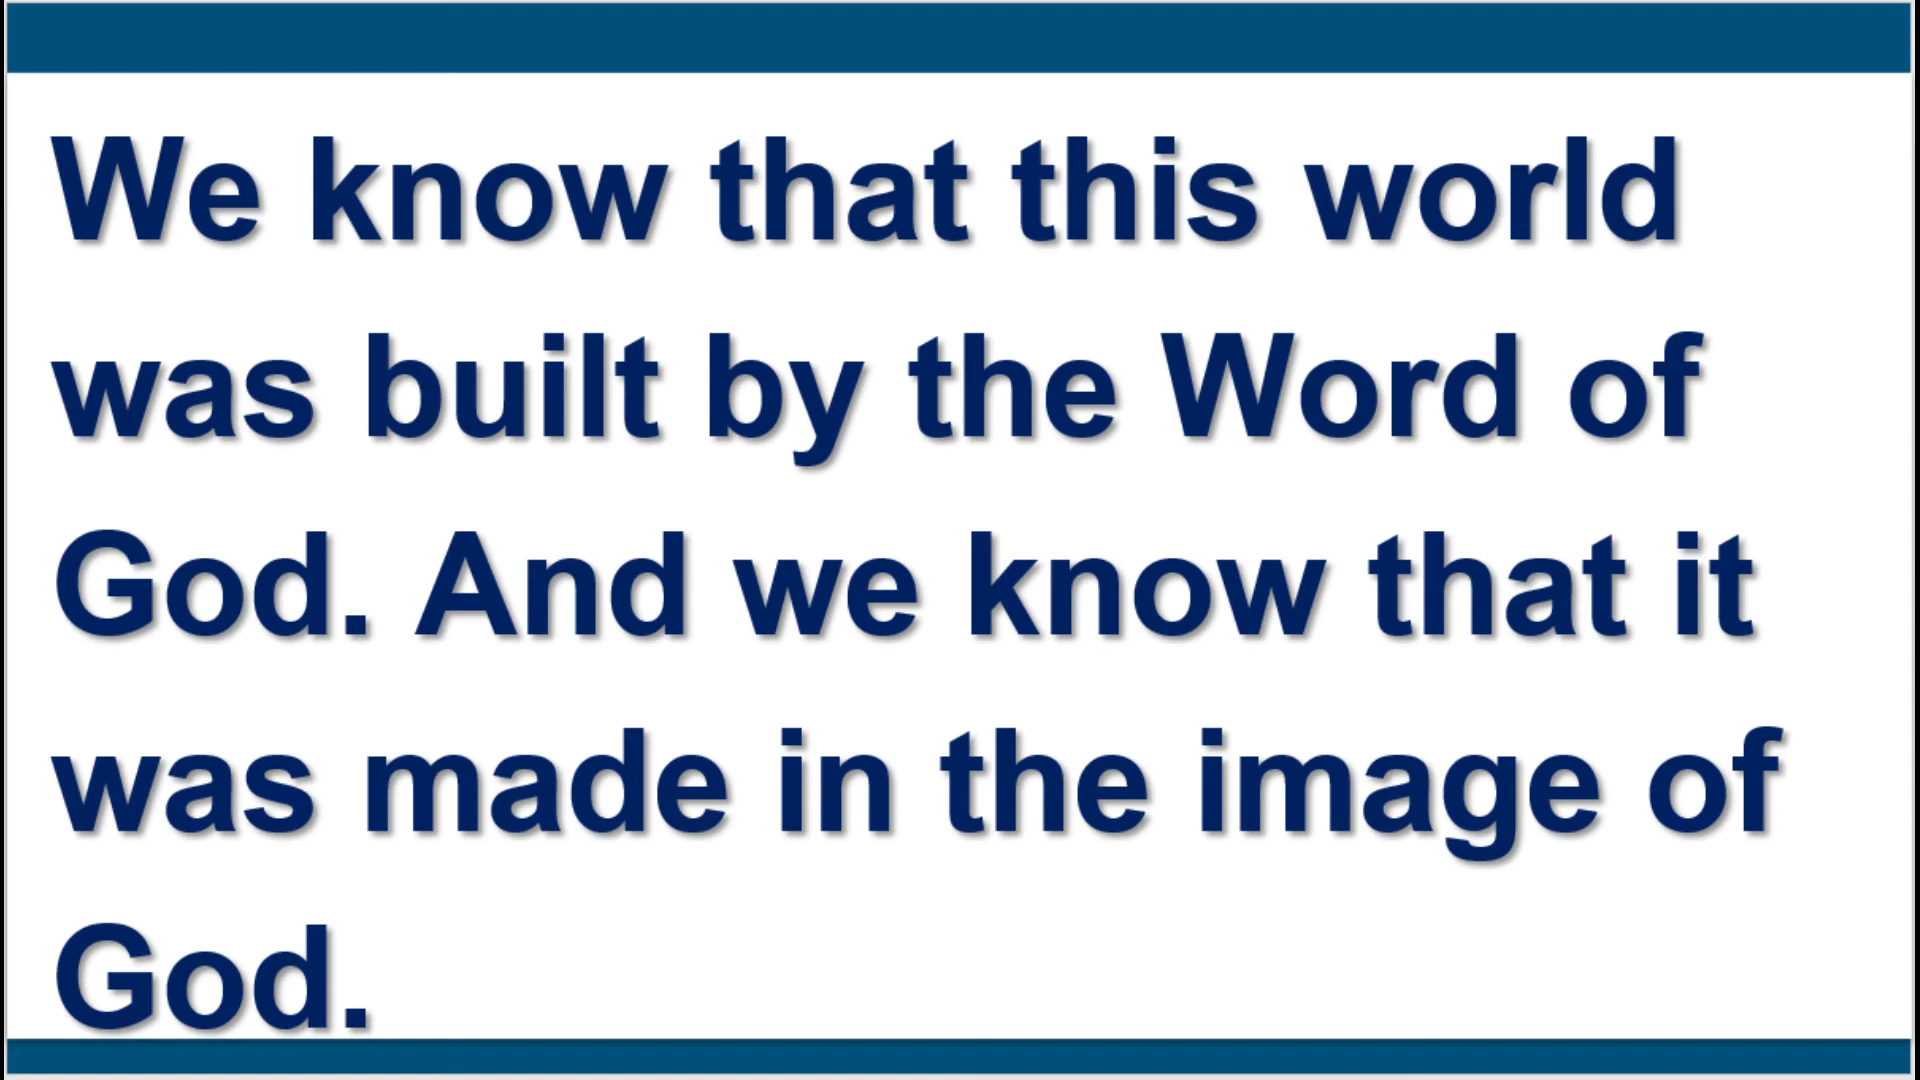 We know that this world
was built by the Word of
God. And we know that it
was made in the image of
God.